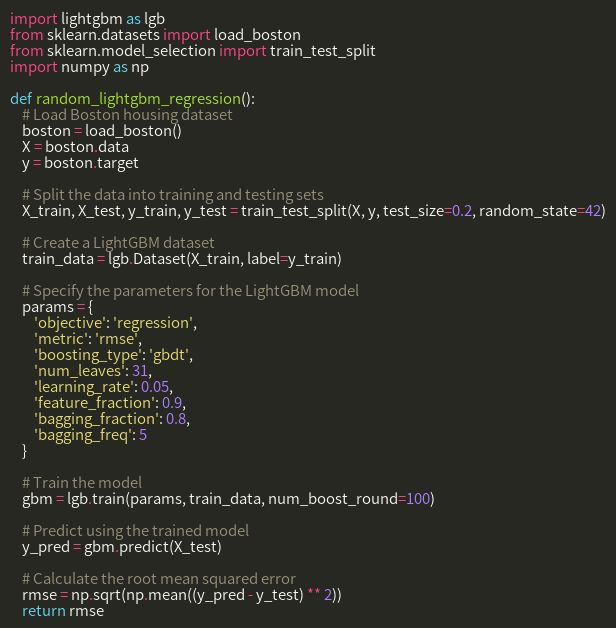 import lightgbm as lgb
from sklearn.datasets import load_boston
from sklearn.model_selection import train_test_split
import numpy as np

def random_lightgbm_regression():
    # Load Boston housing dataset
    boston = load_boston()
    X = boston.data
    y = boston.target

    # Split the data into training and testing sets
    X_train, X_test, y_train, y_test = train_test_split(X, y, test_size=0.2, random_state=42)

    # Create a LightGBM dataset
    train_data = lgb.Dataset(X_train, label=y_train)

    # Specify the parameters for the LightGBM model
    params = {
        'objective': 'regression',
        'metric': 'rmse',
        'boosting_type': 'gbdt',
        'num_leaves': 31,
        'learning_rate': 0.05,
        'feature_fraction': 0.9,
        'bagging_fraction': 0.8,
        'bagging_freq': 5
    }

    # Train the model
    gbm = lgb.train(params, train_data, num_boost_round=100)

    # Predict using the trained model
    y_pred = gbm.predict(X_test)

    # Calculate the root mean squared error
    rmse = np.sqrt(np.mean((y_pred - y_test) ** 2))
    return rmse